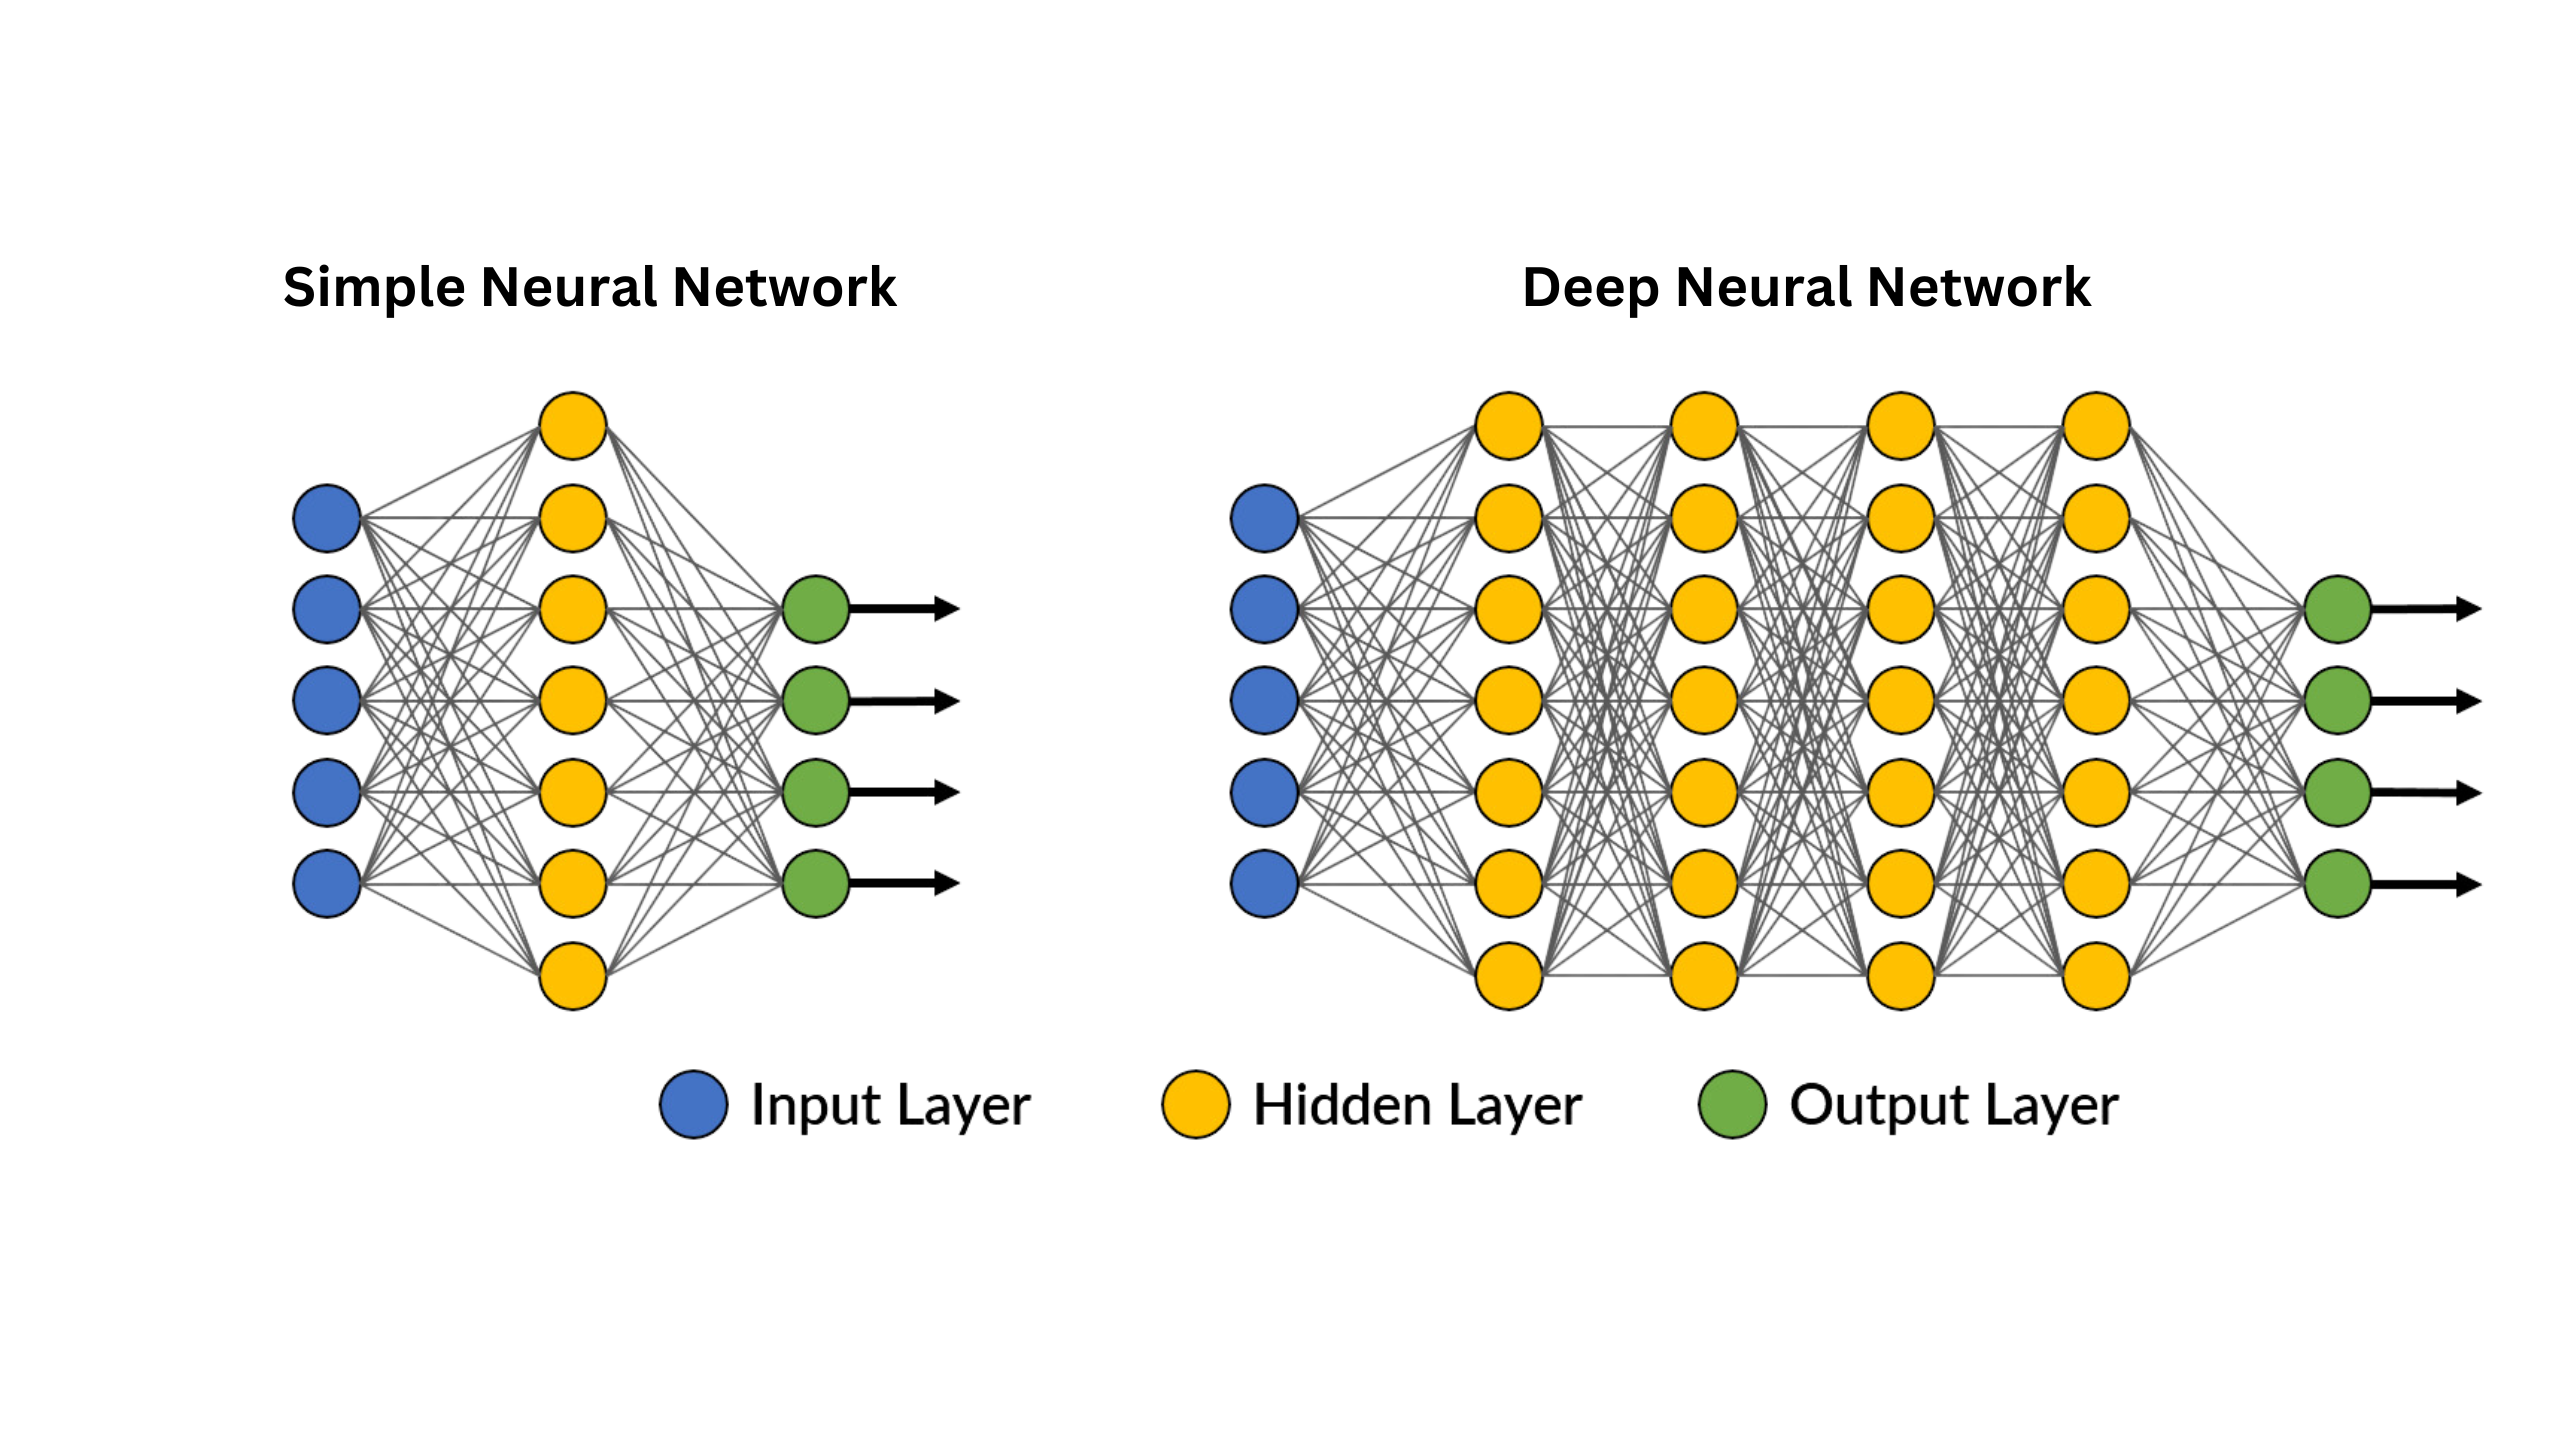 Simple Neural Network
Deep Neural Network
Input Layer
Hidden Layer
Output Layer